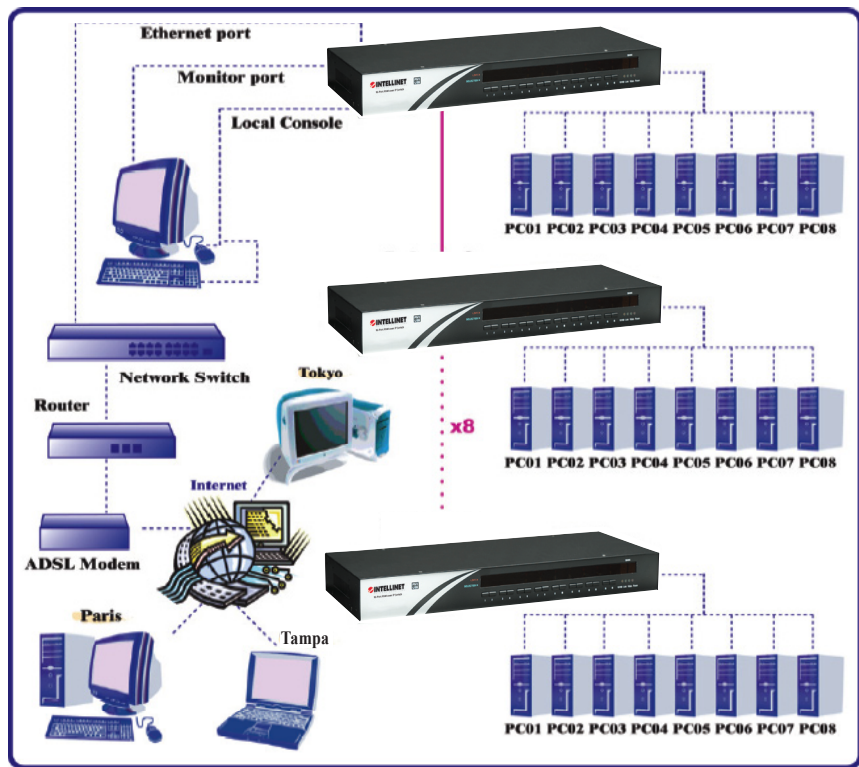 Ethernet port
Monitor port
Local Console
INTELLINET
PC01 PC02 PC03 PC04 PC05 PC06 PC07 PC08
INTELLINET
Network Switch
Tokyo
Router
x8
PC01 PC02 PC03 PC04 PC05 PC06 PC07 PC08
Internet
ADSL Modem
INTELLINET
Paris
Tampa
PC01 PC02 PC03 PC04 PC05 PC06 PC07 PC08